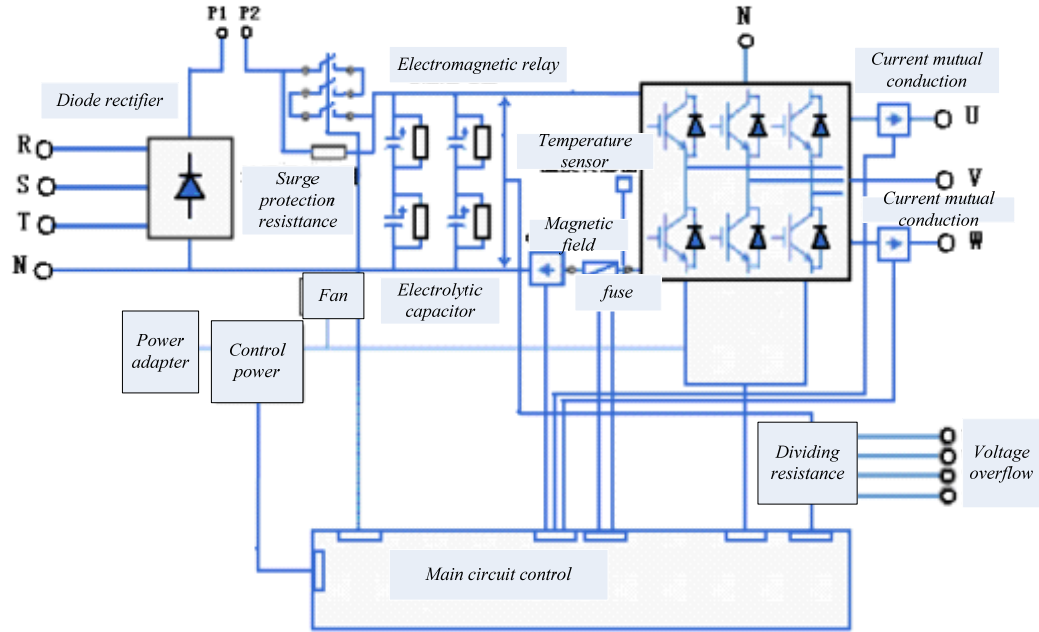 P1 P2
N
Electromagnetic relay
Current mutual
conduction
Diode rectifier
U
R
Temperature
sensor
S
Surge
protection
resisttance
V
T
Current mutual
conduction
Magnetic
field
W
N
Fan
Electrolytic
capacitor
fuse
Power
adapter
Control
power
Dividing
resistance
Voltage
overflow
Main circuit control